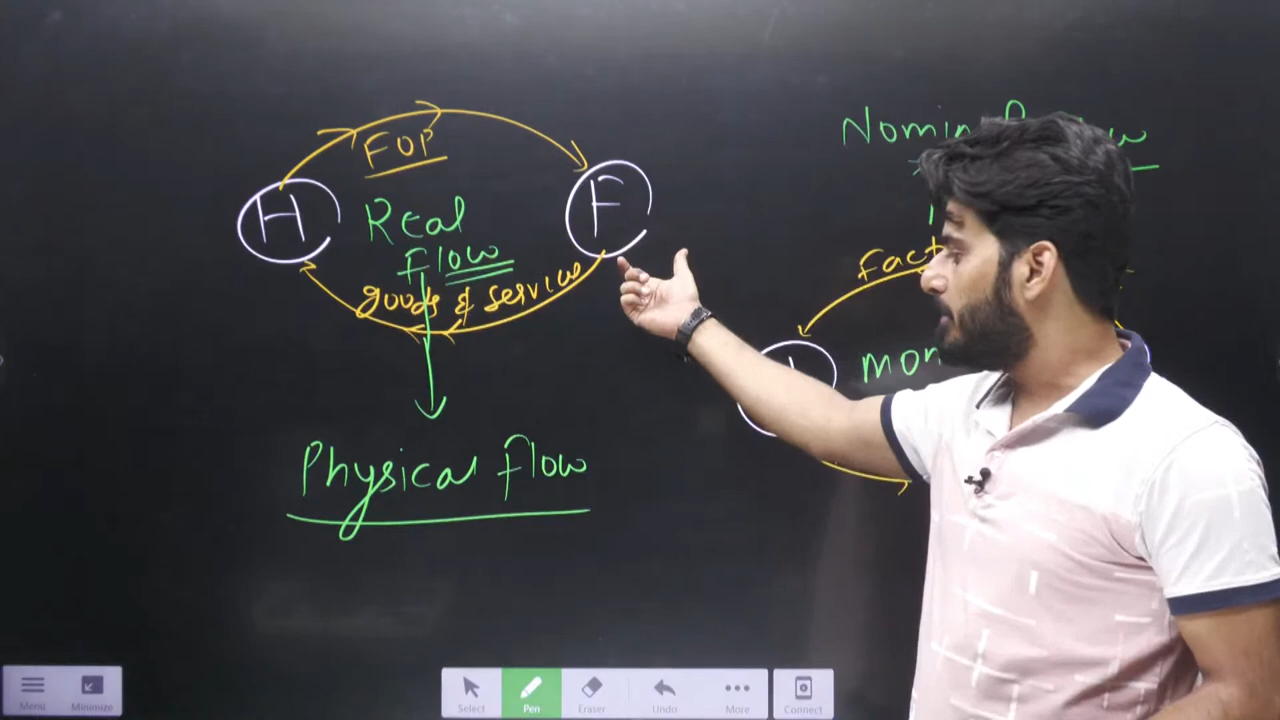 FOP
H
Real
flow
F
goods & service
Physical flow
Menu
Minimize
Select
Pen
Eraser
Undo
More
Connect